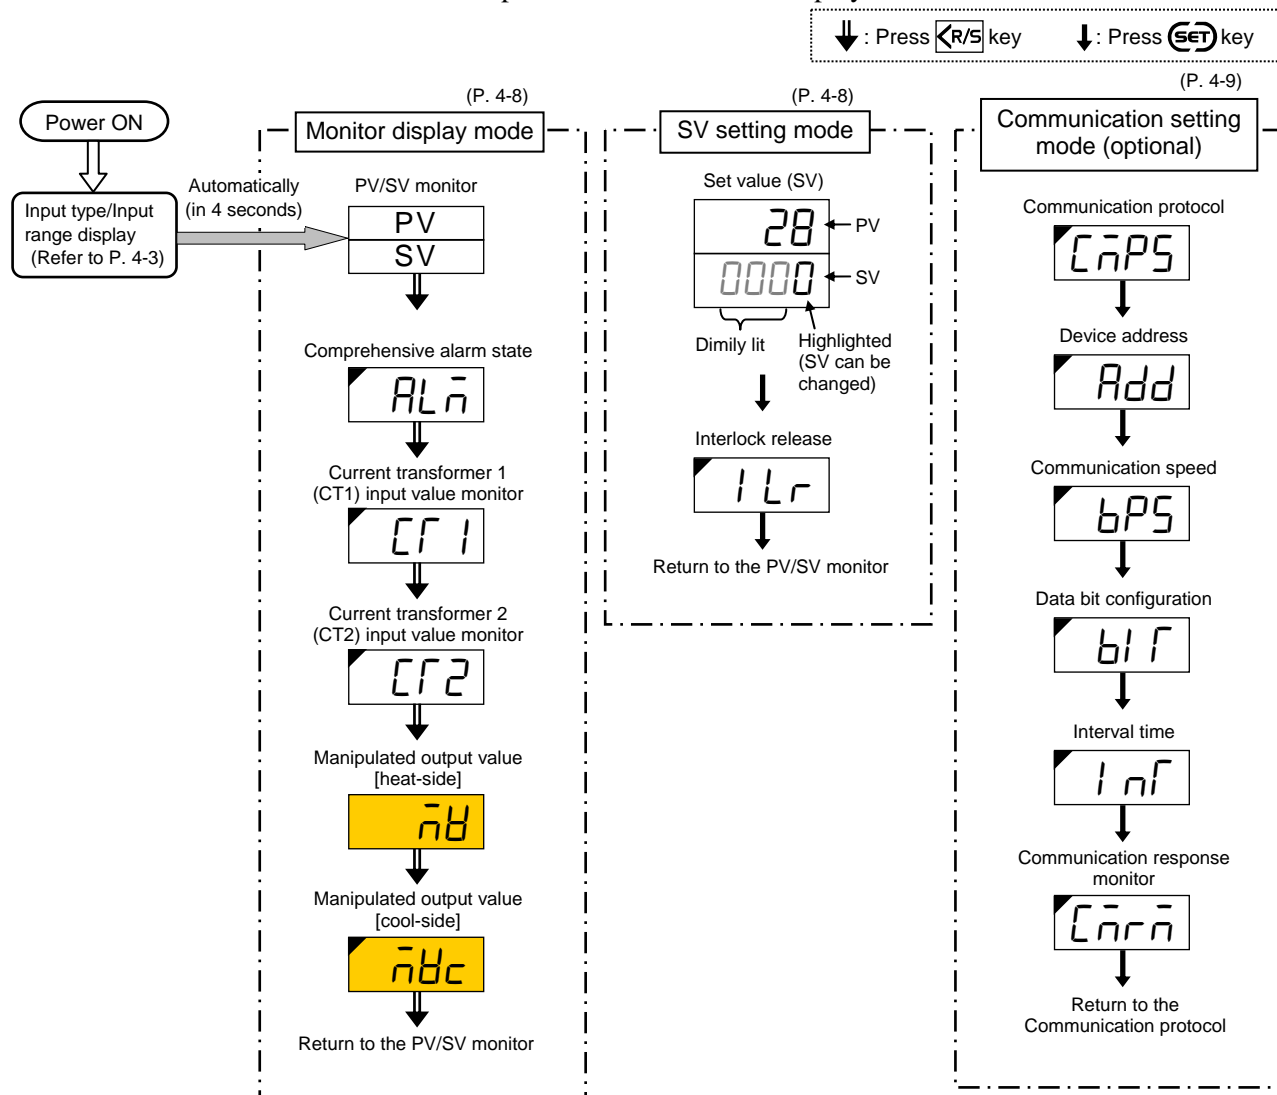 : Press <R/S key : Press SET key
Power ON
Input type/Input
range display
(Refer to P. 4-3)
Automatically
(in 4 seconds)
(P. 4-8)
Monitor display mode
PV/SV monitor
PV
SV
Comprehensive alarm state
ALM
Current transformer 1
(CT1) input value monitor
CT1
Current transformer 2
(CT2) input value monitor
CT2
Manipulated output value
[heat-side]
MV
Manipulated output value
[cool-side]
MVc
Return to the PV/SV monitor
(P. 4-8)
SV setting mode
Set value (SV)
28 PV
0000 SV
Dimily lit
Highlighted
(SV can be
changed)
Interlock release
ILr
Return to the PV/SV monitor
(P. 4-9)
Communication setting
mode (optional)
Communication protocol
CMPS
Device address
Add
Communication speed
bPS
Data bit configuration
bIT
Interval time
InT
Communication response
monitor
CMrM
Return to the
Communication protocol